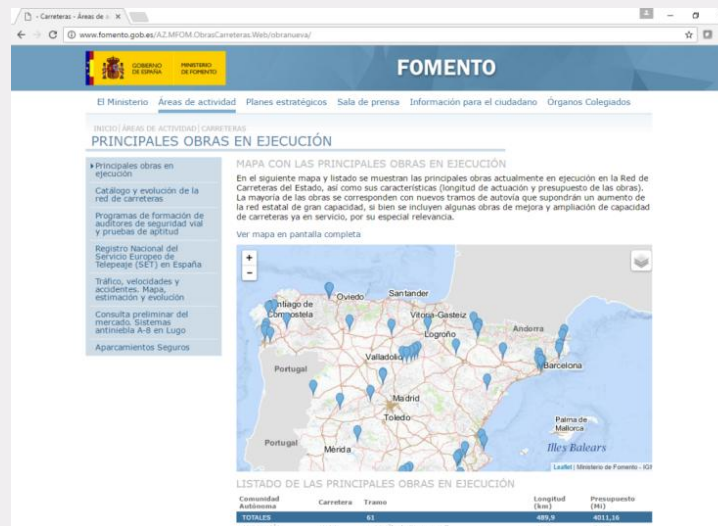 - Carreteras - Áreas de a
www.fomento.gob.es/AZ.MFOM.ObrasCarreteras.Web/obranueva/
GOBIERNO DE ESPAÑA
MINISTERIO DE FOMENTO
FOMENTO
El Ministerio Áreas de actividad Planes estratégicos Sala de prensa Información para el ciudadano Órganos Colegiados
INICIO|ÁREAS DE ACTIVIDAD|CARRETERAS
PRINCIPALES OBRAS EN EJECUCIÓN
Principales obras en
ejecución
Catálogo y evolución de la
red de carreteras
Programas de formación de
auditores de seguridad vial
y pruebas de aptitud
Registro Nacional del
Servicio Europeo de
Telepeaje (SET) en España
Tráfico, velocidades y
accidentes. Mapa,
estimación y evolución
Consulta preliminar del
mercado. Sistemas
antiniebla A-8 en Lugo
Aparcamientos Seguros
MAPA CON LAS PRINCIPALES OBRAS EN EJECUCIÓN
En el siguiente mapa y listado se muestran las principales obras actualmente en ejecución en la Red de
Carreteras del Estado, así como sus características (longitud de actuación y presupuesto de las obras).
La mayoría de las obras se corresponden con nuevos tramos de autovía que supondrán un aumento de
la red estatal de gran capacidad, si bien se incluyen algunas obras de mejora y ampliación de capacidad
de carreteras ya en servicio, por su especial relevancia.
Ver mapa en pantalla completa
+
-
Oviedo
Santander
ntiago de
Compostela
Vitoria-Gasteiz
Logroño
Andorra
Valladolid
Barcelona
Portugal
Madrid
Toledo
Palma de
Mallorca
Portugal
Mérida
Illes Balears
Leaflet | Ministerio de Fomento - IGN
LISTADO DE LAS PRINCIPALES OBRAS EN EJECUCIÓN
Comunidad Autónoma Carretera Tramo Longitud (km) Presupuesto (M€)
TOTALES 61 489,9 4011,16